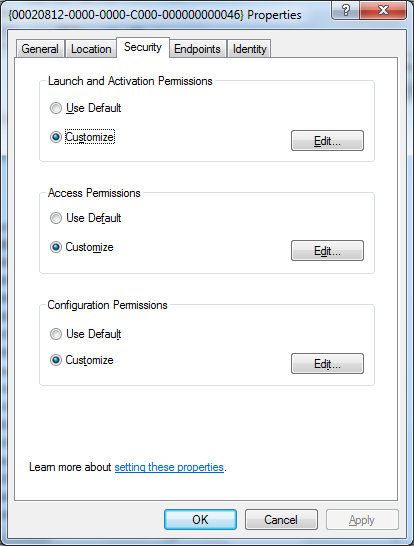 {00020812-0000-0000-C000-000000000046} Properties
General Location Security Endpoints Identity
Launch and Activation Permissions
Use Default
Customize
Edit...
Access Permissions
Use Default
Customize
Edit...
Configuration Permissions
Use Default
Customize
Edit...
Learn more about setting these properties.
OK Cancel Apply